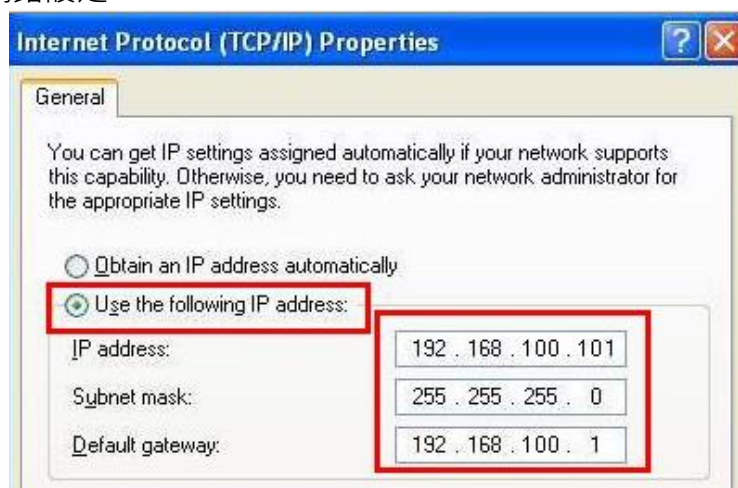 Internet Protocol (TCP/IP) Properties
General
You can get IP settings assigned automatically if your network supports
this capability. Otherwise, you need to ask your network administrator for
the appropriate IP settings.
Obtain an IP address automatically
Use the following IP address:
IP address: 192 . 168 . 100 . 101
Subnet mask: 255 . 255 . 255 . 0
Default gateway: 192 . 168 . 100 . 1